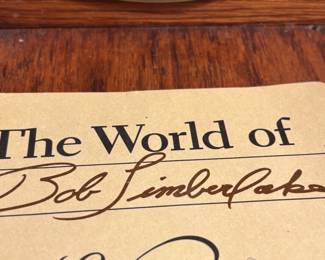 The World of
Bob Timberlake